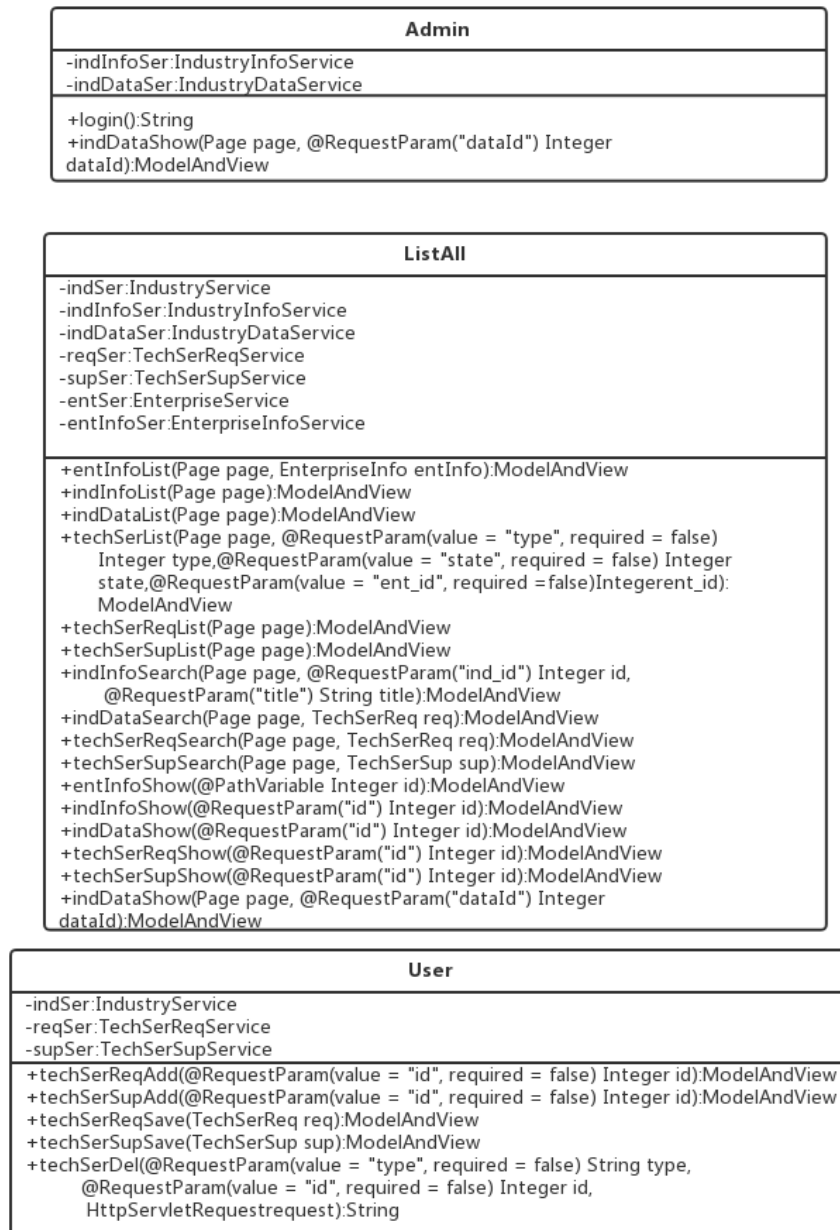 Admin
-indInfoSer:IndustryInfoService
-indDataSer:IndustryDataService
+login():String
+indDataShow(Page page, @RequestParam("dataId") Integer
dataId):ModelAndView
ListAll
-indSer:IndustryService
-indInfoSer:IndustryInfoService
-indDataSer:IndustryDataService
-reqSer:TechSerReqService
-supSer:TechSerSupService
-entSer:EnterpriseService
-entInfoSer:EnterpriseInfoService
+entInfoList(Page page, EnterpriseInfo entInfo):ModelAndView
+indInfoList(Page page):ModelAndView
+indDataList(Page page):ModelAndView
+techSerList(Page page, @RequestParam(value = "type", required = false)
Integer type,@RequestParam(value = "state", required = false) Integer
state,@RequestParam(value = "ent_id", required =false)Integerent_id):
ModelAndView
+techSerReqList(Page page):ModelAndView
+techSerSupList(Page page):ModelAndView
+indInfoSearch(Page page, @RequestParam("ind_id") Integer id,
@RequestParam("title") String title):ModelAndView
+indDataSearch(Page page, TechSerReq req):ModelAndView
+techSerReqSearch(Page page, TechSerReq req):ModelAndView
+techSerSupSearch(Page page, TechSerSup sup):ModelAndView
+entInfoShow(@PathVariable Integer id):ModelAndView
+indInfoShow(@RequestParam("id") Integer id):ModelAndView
+indDataShow(@RequestParam("id") Integer id):ModelAndView
+techSerReqShow(@RequestParam("id") Integer id):ModelAndView
+techSerSupShow(@RequestParam("id") Integer id):ModelAndView
+indDataShow(Page page, @RequestParam("dataId") Integer
dataId):ModelAndView
User
-indSer:IndustryService
-reqSer:TechSerReqService
-supSer:TechSerSupService
+techSerReqAdd(@RequestParam(value = "id", required = false) Integer id):ModelAndView
+techSerSupAdd(@RequestParam(value = "id", required = false) Integer id):ModelAndView
+techSerReqSave(TechSerReq req):ModelAndView
+techSerSupSave(TechSerSup sup):ModelAndView
+techSerDel(@RequestParam(value = "type", required = false) String type,
@RequestParam(value = "id", required = false) Integer id,
HttpServletRequestrequest):String